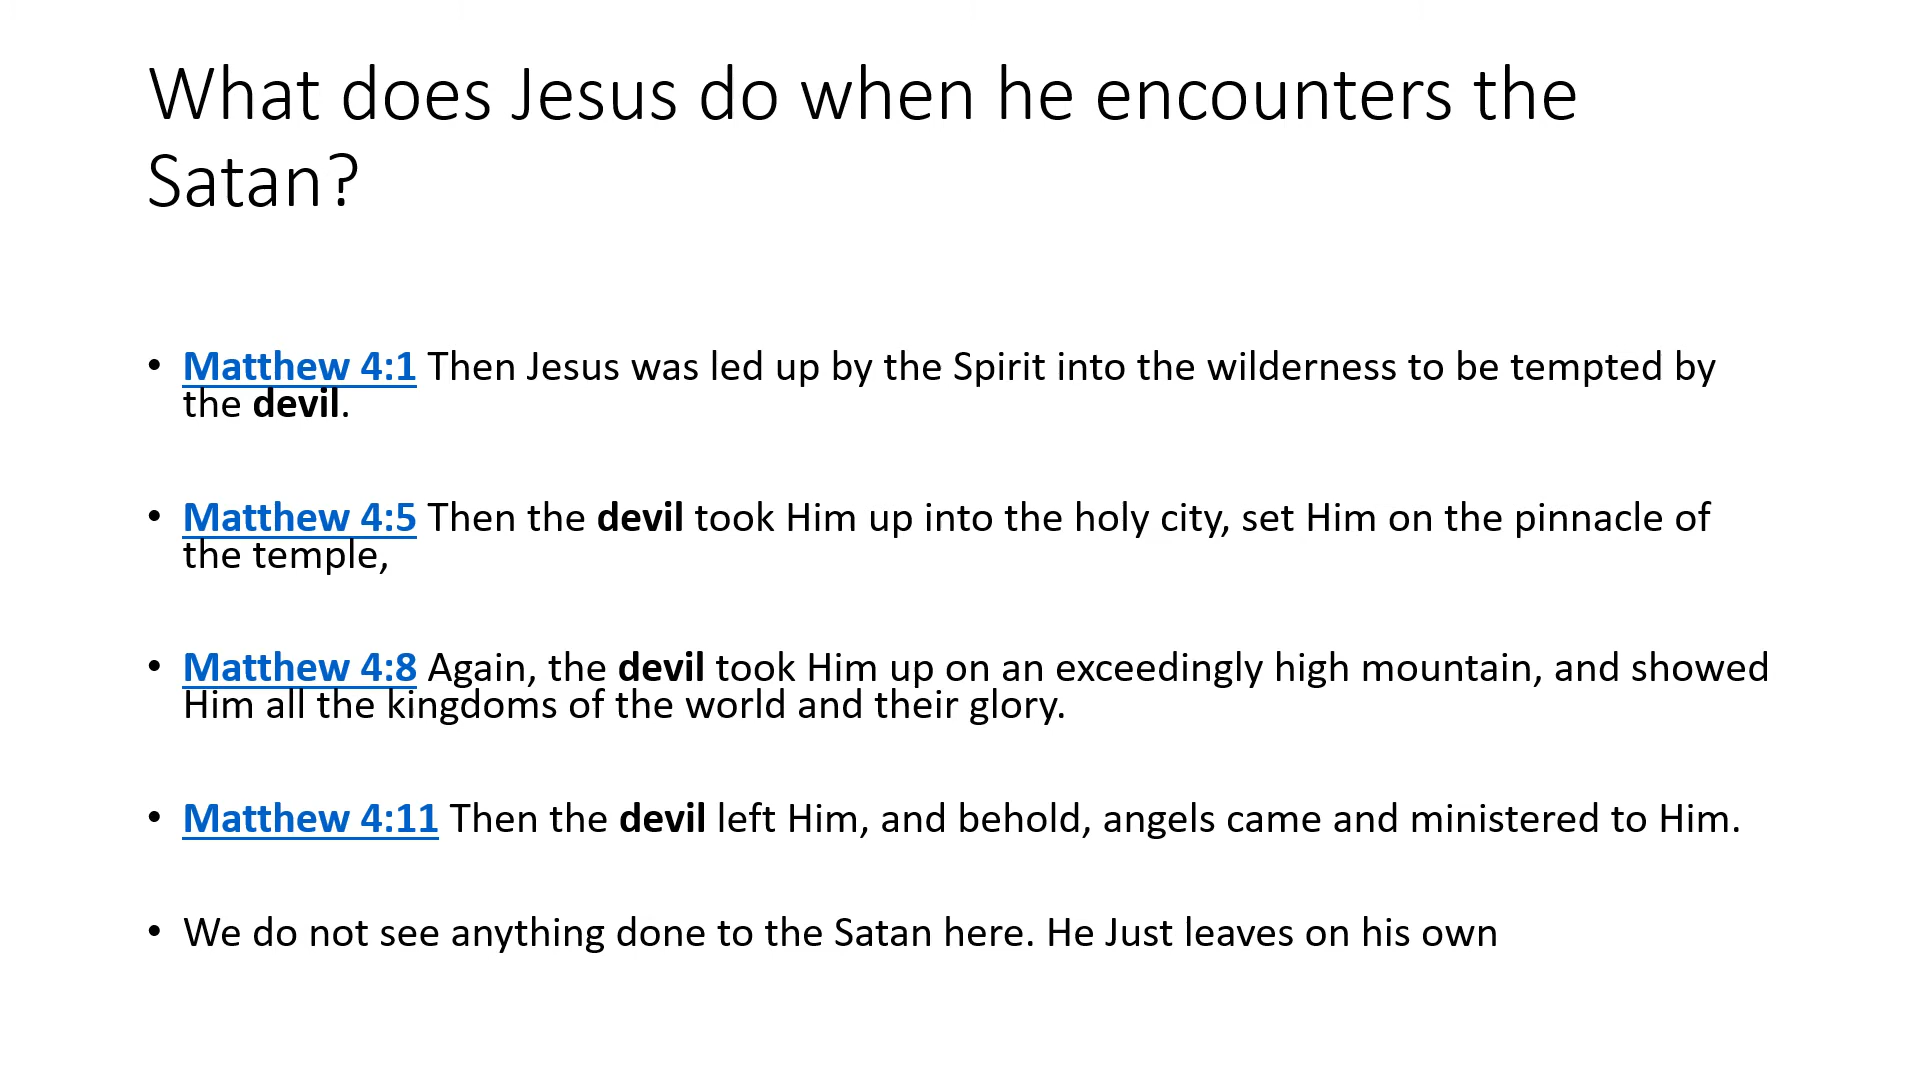 What does Jesus do when he encounters the
Satan?
• Matthew 4:1 Then Jesus was led up by the Spirit into the wilderness to be tempted by
the devil.
• Matthew 4:5 Then the devil took Him up into the holy city, set Him on the pinnacle of
the temple,
• Matthew 4:8 Again, the devil took Him up on an exceedingly high mountain, and showed
Him all the kingdoms of the world and their glory.
• Matthew 4:11 Then the devil left Him, and behold, angels came and ministered to Him.
• We do not see anything done to the Satan here. He Just leaves on his own